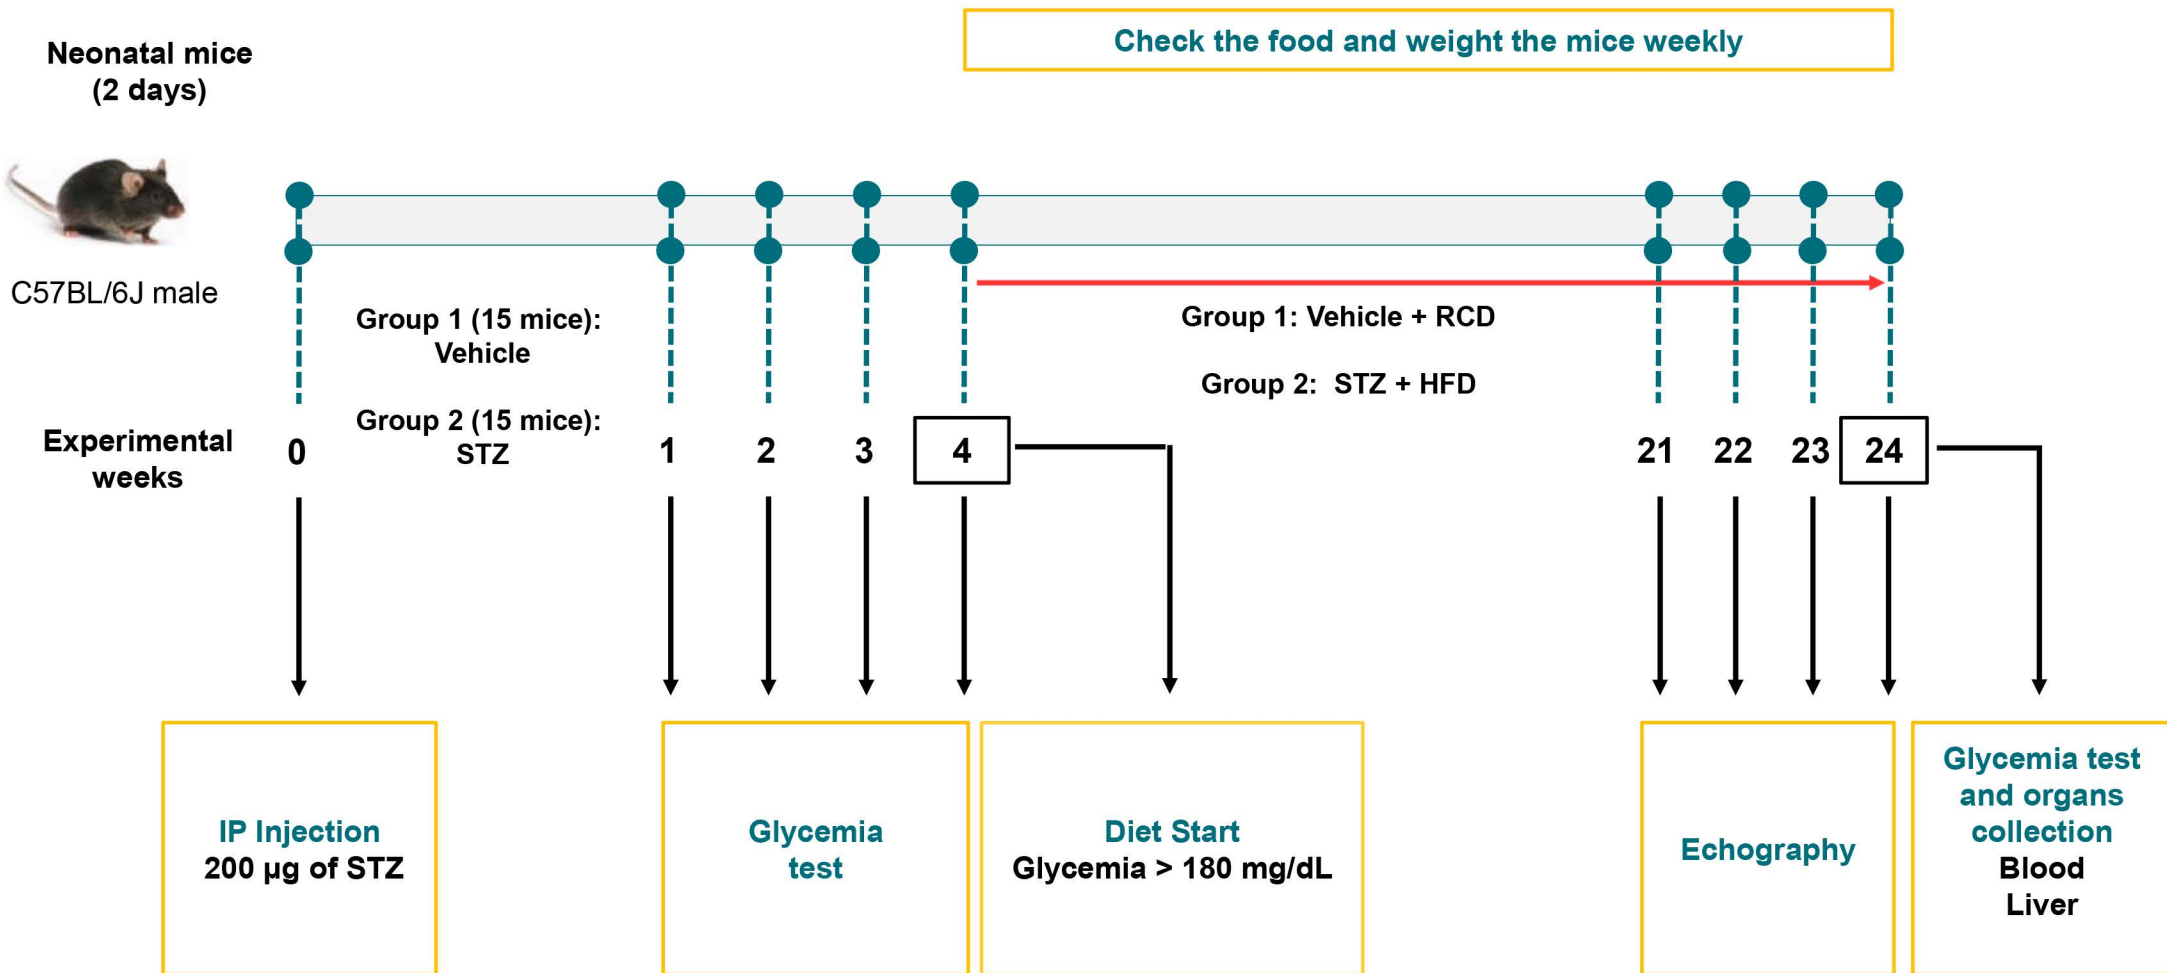 Check the food and weight the mice weekly
Neonatal mice
(2 days)
C57BL/6J male
Group 1 (15 mice):
Vehicle
Group 2 (15 mice):
STZ
Group 1: Vehicle + RCD
Group 2: STZ + HFD
Experimental
weeks
0
1
2
3
4
21
22
23
24
IP Injection
200 µg of STZ
Glycemia
test
Diet Start
Glycemia > 180 mg/dL
Echography
Glycemia test
and organs
collection
Blood
Liver